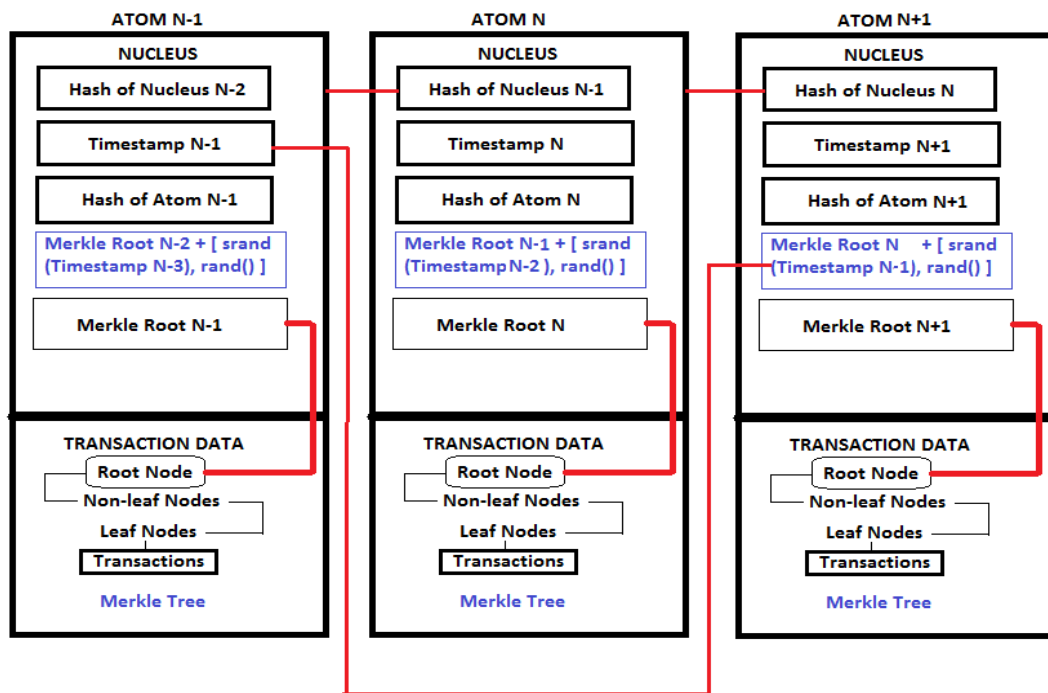 ATOM N-1
NUCLEUS
Hash of Nucleus N-2
Timestamp N-1
Hash of Atom N-1
Merkle Root N-2 + [ srand
(Timestamp N-3), rand() ]
Merkle Root N-1
TRANSACTION DATA
Root Node
Non-leaf Nodes
Leaf Nodes
Transactions
Merkle Tree
ATOM N
NUCLEUS
Hash of Nucleus N-1
Timestamp N
Hash of Atom N
Merkle Root N-1 + [ srand
(Timestamp N-2 ), rand() ]
Merkle Root N
TRANSACTION DATA
Root Node
Non-leaf Nodes
Leaf Nodes
Transactions
Merkle Tree
ATOM N+1
NUCLEUS
Hash of Nucleus N
Timestamp N+1
Hash of Atom N+1
Merkle Root N + [ srand
(Timestamp N-1), rand() ]
Merkle Root N+1
TRANSACTION DATA
Root Node
Non-leaf Nodes
Leaf Nodes
Transactions
Merkle Tree